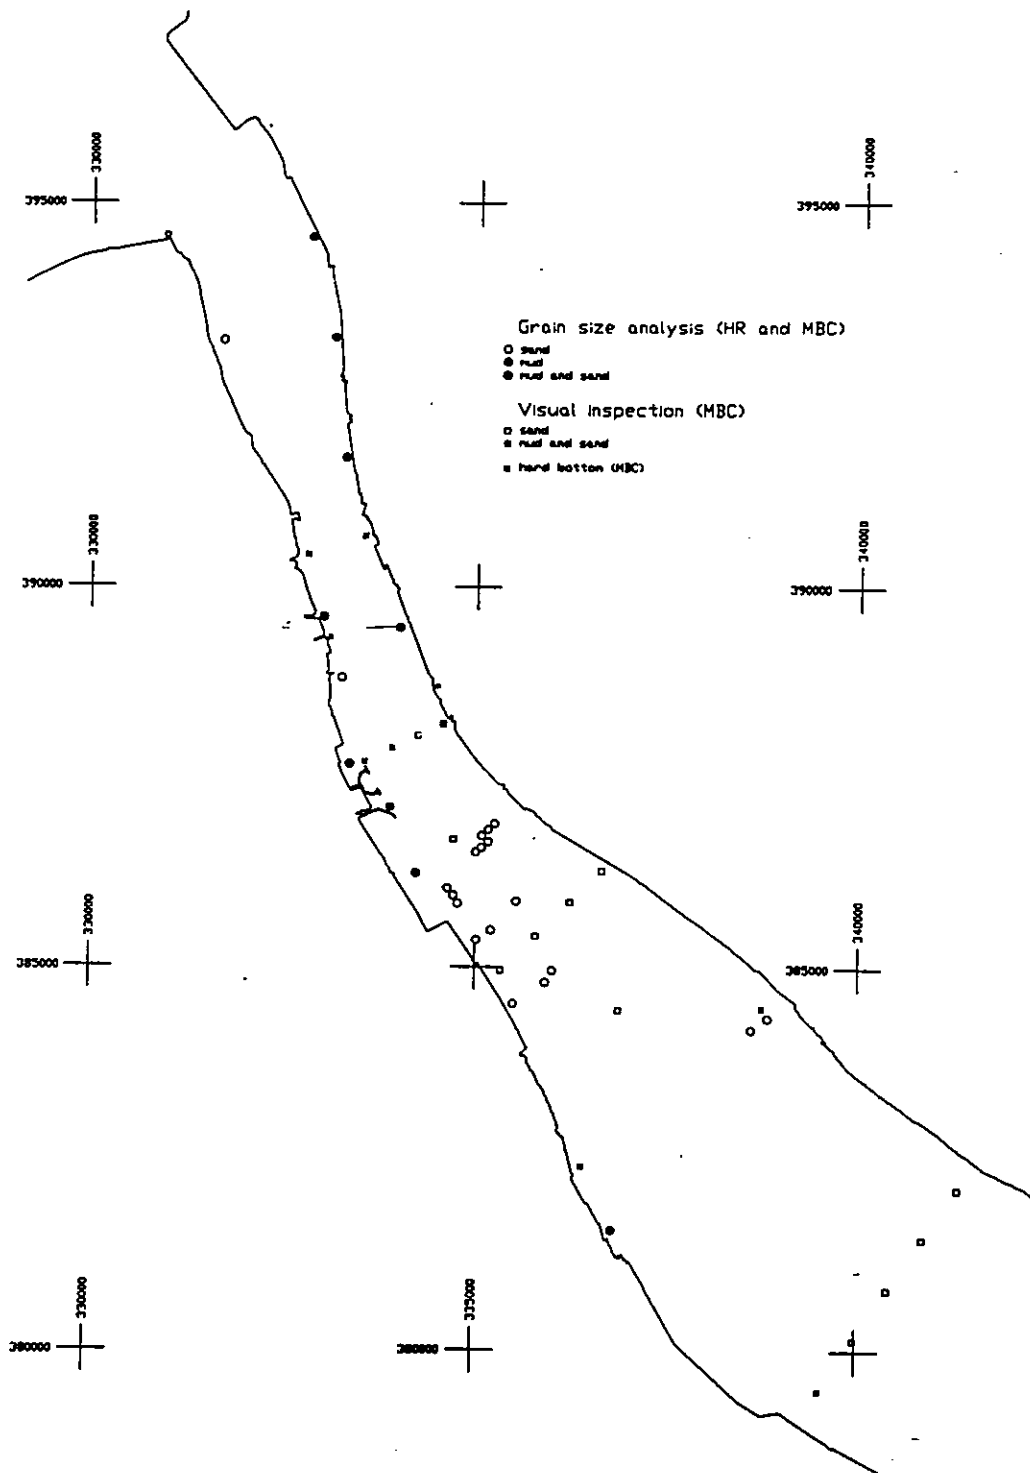 330000
340000
395000
395000
Grain size analysis (HR and MBC)
sand
mud
mud and sand
Visual Inspection (MBC)
sand
mud and sand
hard bottom (MBC)
330000
340000
390000
390000
330000
340000
385000
385000
330000
335000
380000
380000